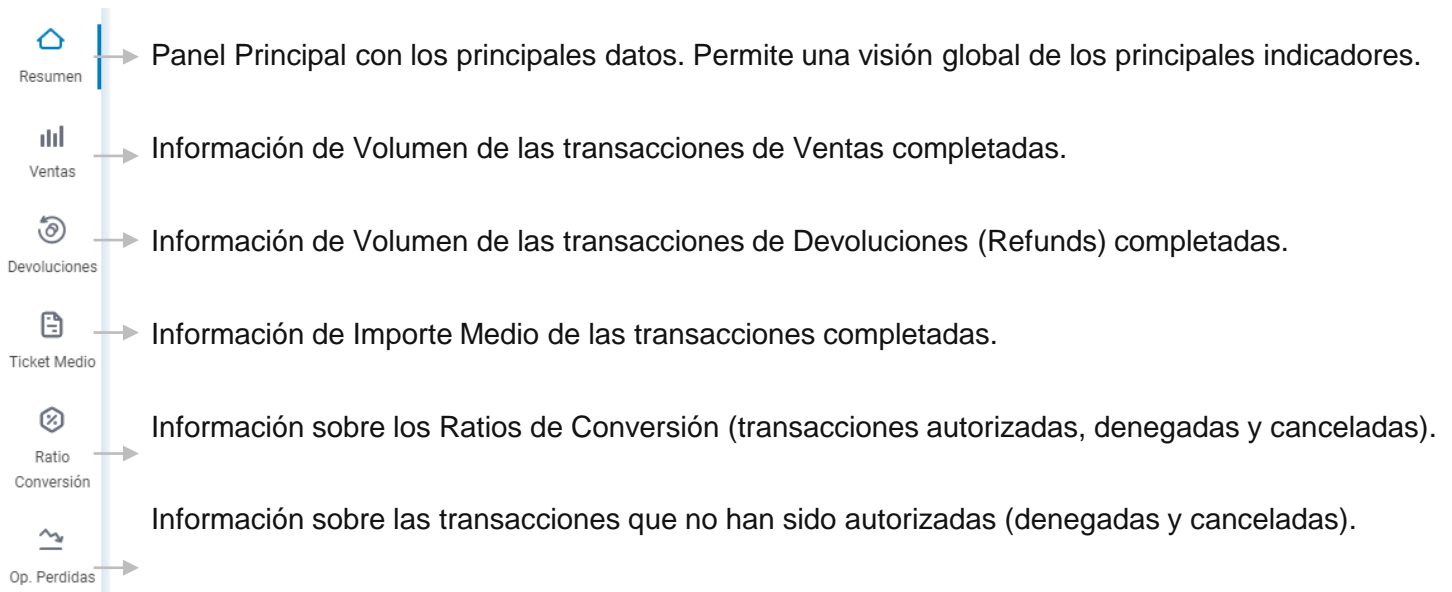 Resumen
Panel Principal con los principales datos. Permite una visión global de los principales indicadores.
Ventas
Información de Volumen de las transacciones de Ventas completadas.
Devoluciones
Información de Volumen de las transacciones de Devoluciones (Refunds) completadas.
Ticket Medio
Información de Importe Medio de las transacciones completadas.
Ratio
Conversión
Información sobre los Ratios de Conversión (transacciones autorizadas, denegadas y canceladas).
Op. Perdidas
Información sobre las transacciones que no han sido autorizadas (denegadas y canceladas).